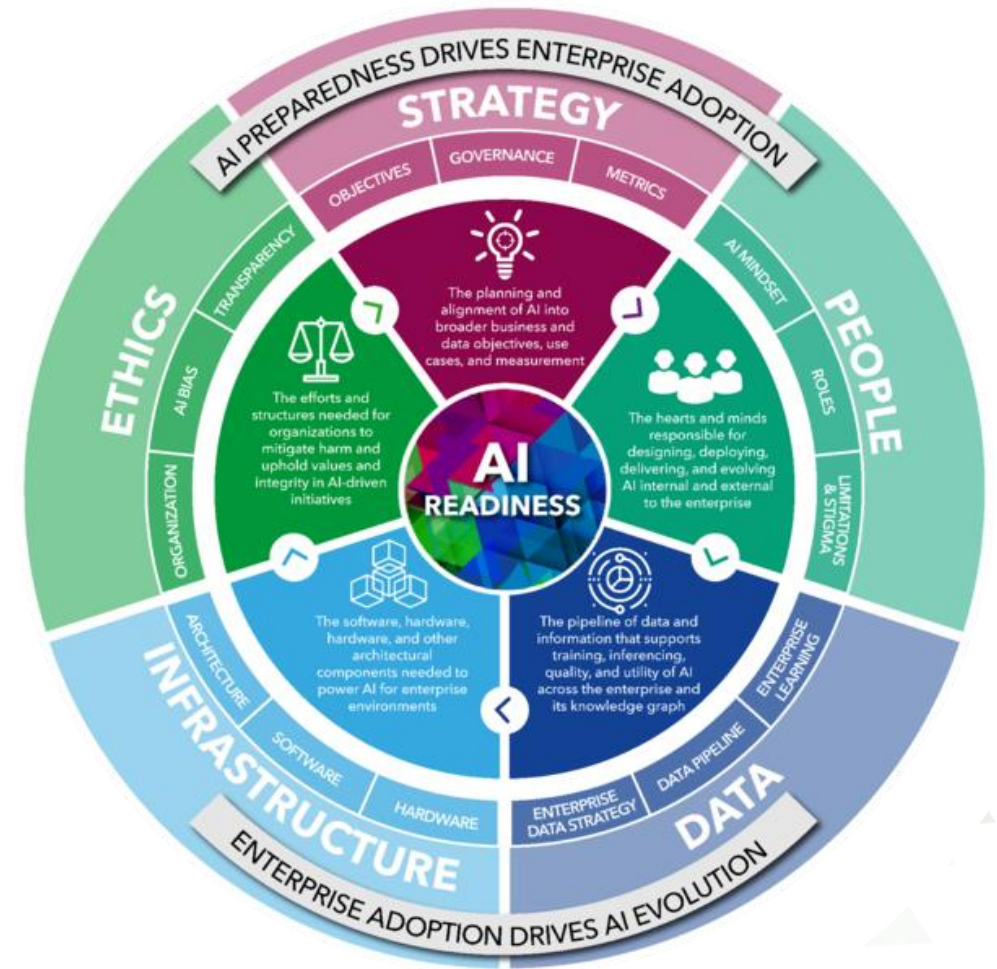 AI PREPAREDNESS DRIVES ENTERPRISE ADOPTION
STRATEGY
OBJECTIVES
GOVERNANCE
METRICS
The planning and
alignment of AI into
broader business and
data objectives, use
cases, and measurement
PEOPLE
AI MINDSET
ROLES
LIMITATIONS
& STIGMA
The hearts and minds
responsible for
designing, deploying,
delivering, and evolving
AI internal and external
to the enterprise
DATA
ENTERPRISE
LEARNING
DATA PIPELINE
ENTERPRISE
DATA STRATEGY
The pipeline of data and
information that supports
training, inferencing,
quality, and utility of AI
across the enterprise and
its knowledge graph
INFRASTRUCTURE
ARCHITECTURE
SOFTWARE
HARDWARE
The software, hardware,
hardware, and other
architectural
components needed to
power AI for enterprise
environments
ETHICS
TRANSPARENCY
AI BIAS
ORGANIZATION
The efforts and
structures needed for
organizations to
mitigate harm and
uphold values and
integrity in AI-driven
initiatives
AI
READINESS
ENTERPRISE ADOPTION DRIVES AI EVOLUTION